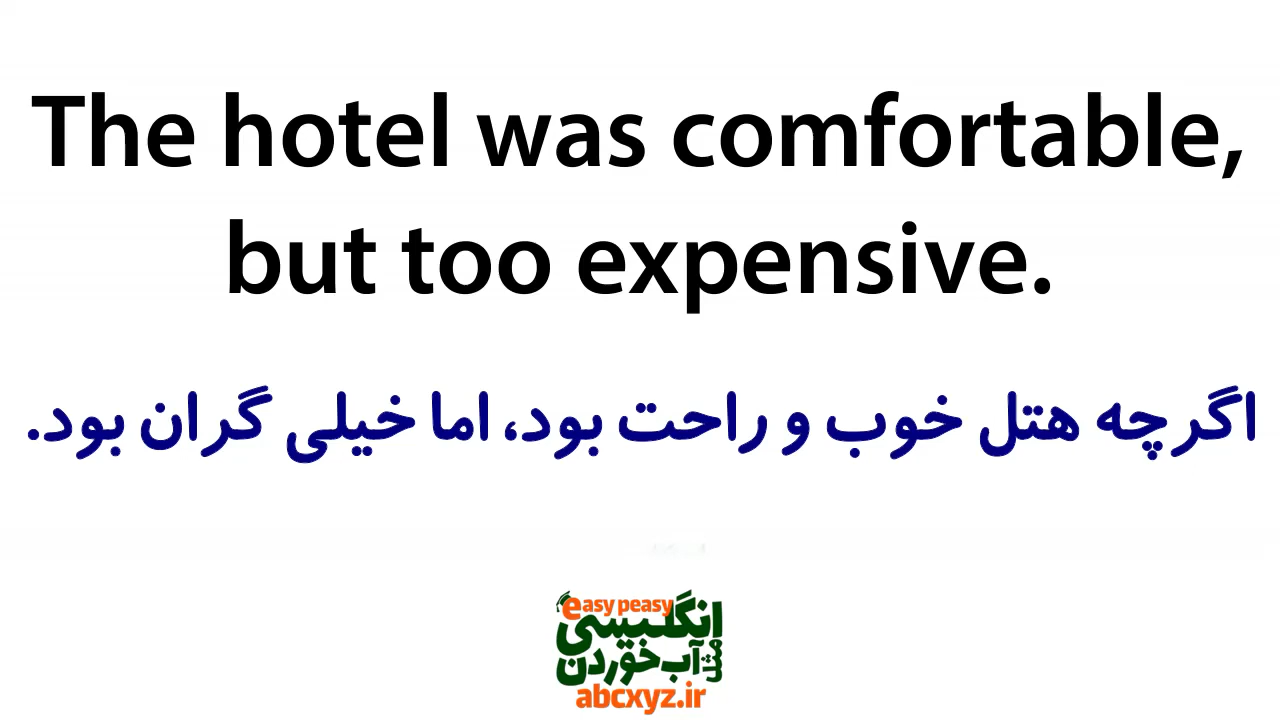 The hotel was comfortable,
but too expensive.
اگرچه هتل خوب و راحت بود، اما خیلی گران بود.
easy peasy
انگلیسی
مثل آب خوردن
abcxyz.ir